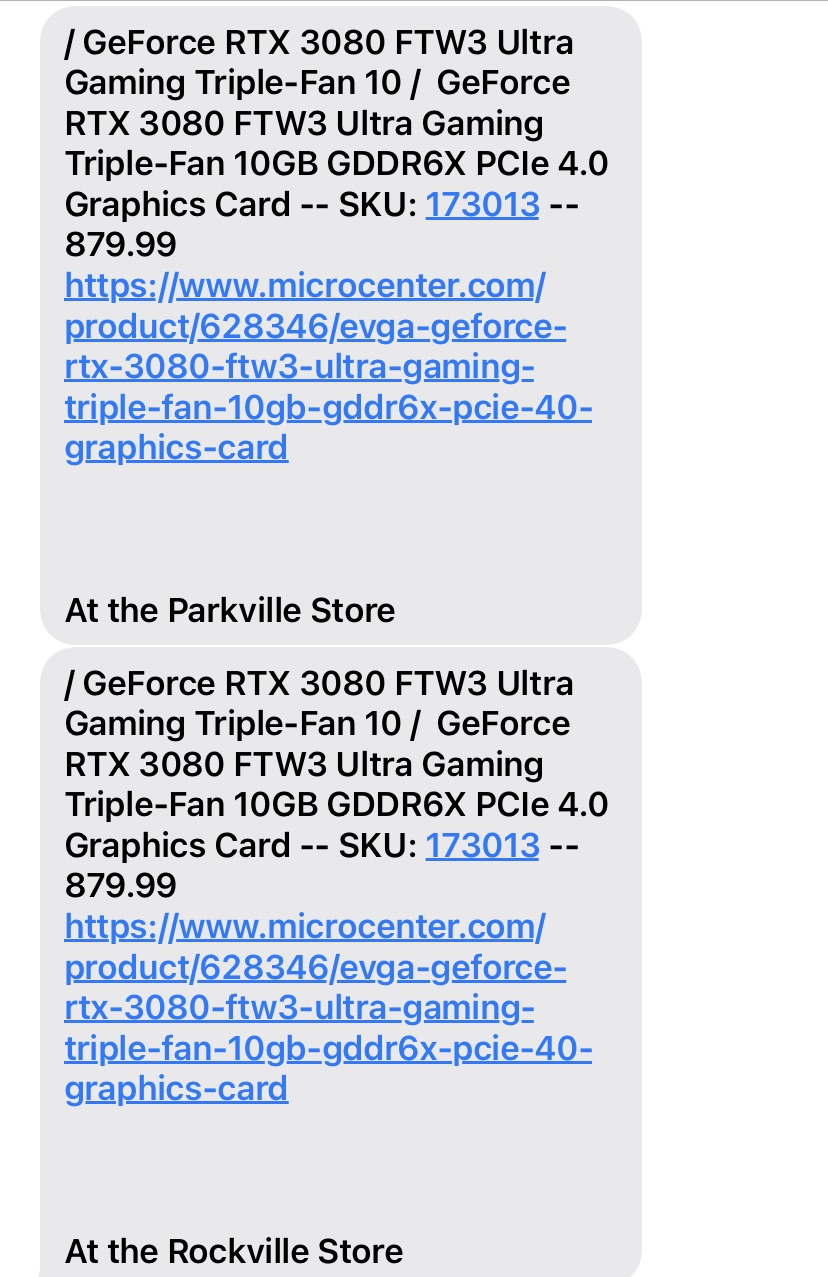 / GeForce RTX 3080 FTW3 Ultra
Gaming Triple-Fan 10 /  GeForce
RTX 3080 FTW3 Ultra Gaming
Triple-Fan 10GB GDDR6X PCIe 4.0
Graphics Card -- SKU: 173013 --
879.99
https://www.microcenter.com/
product/628346/evga-geforce-
rtx-3080-ftw3-ultra-gaming-
triple-fan-10gb-gddr6x-pcie-40-
graphics-card
At the Parkville Store
/ GeForce RTX 3080 FTW3 Ultra
Gaming Triple-Fan 10 /  GeForce
RTX 3080 FTW3 Ultra Gaming
Triple-Fan 10GB GDDR6X PCIe 4.0
Graphics Card -- SKU: 173013 --
879.99
https://www.microcenter.com/
product/628346/evga-geforce-
rtx-3080-ftw3-ultra-gaming-
triple-fan-10gb-gddr6x-pcie-40-
graphics-card
At the Rockville Store